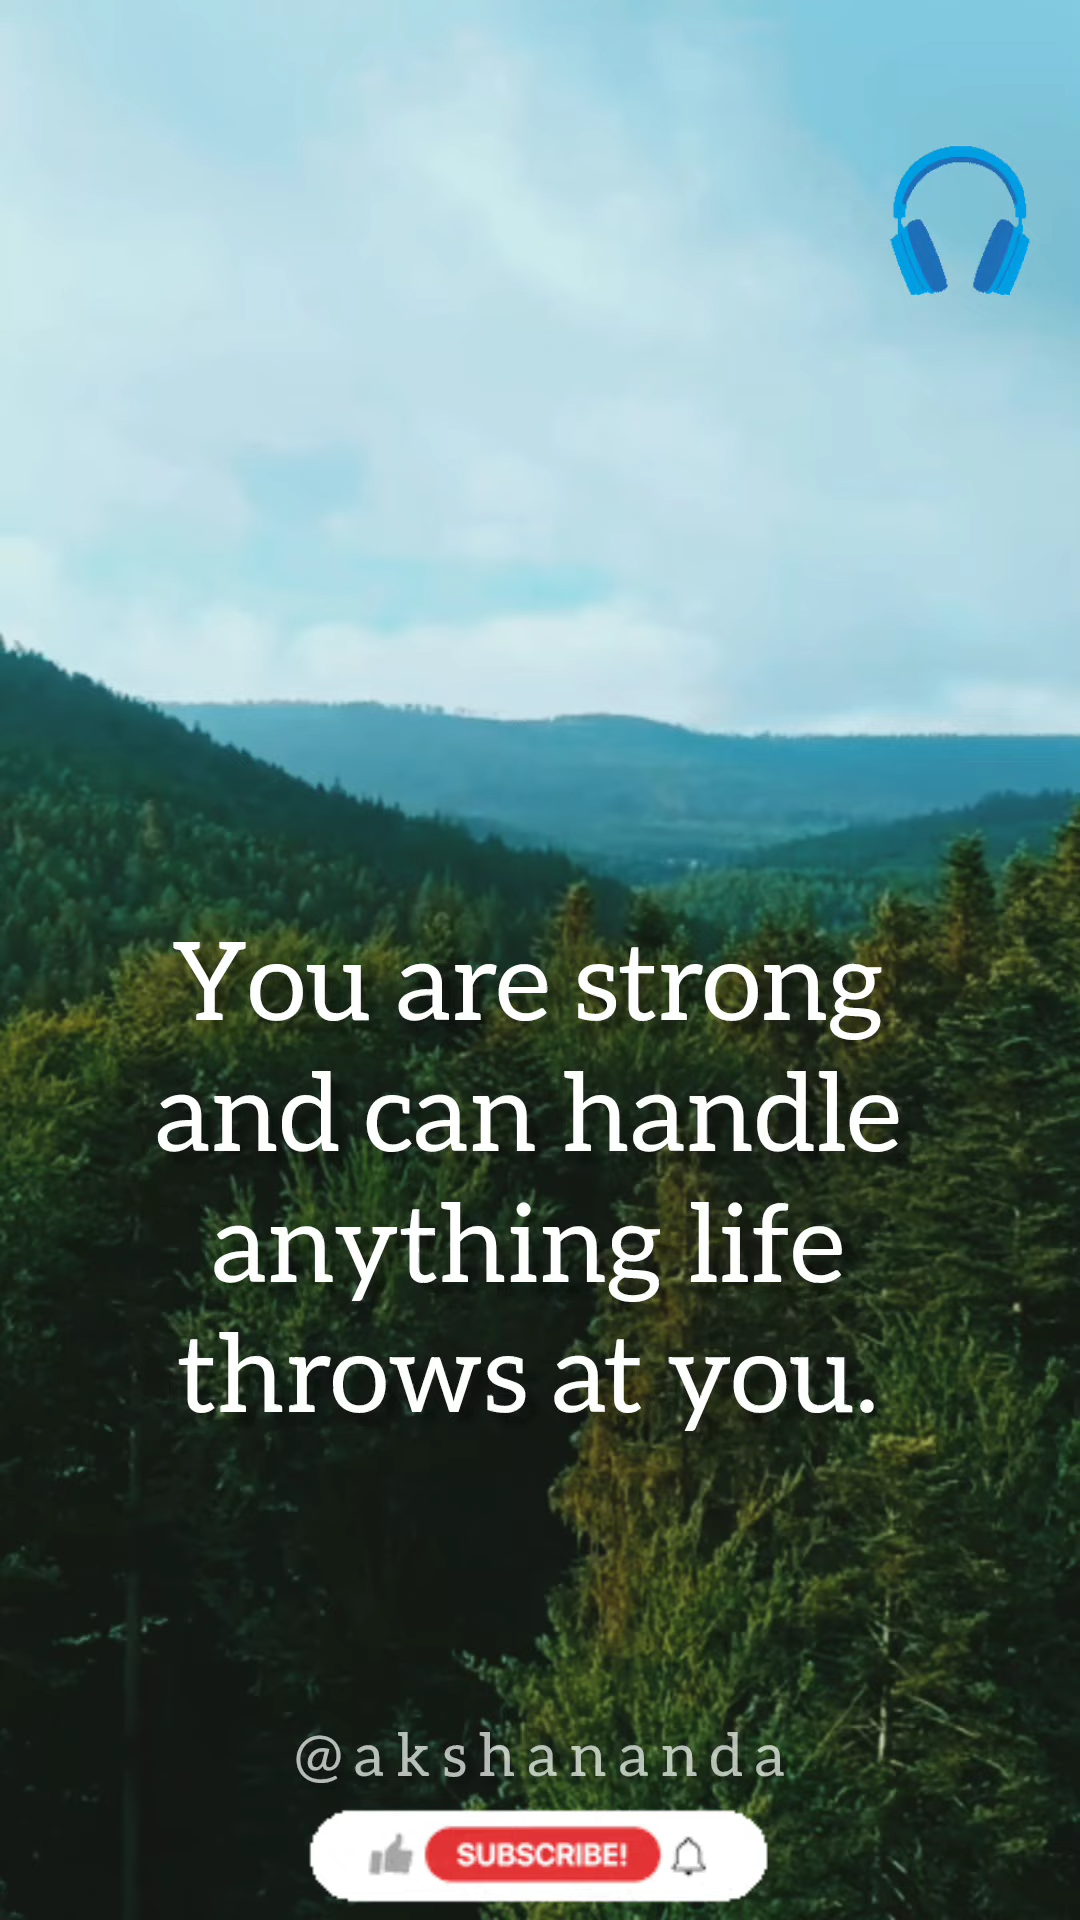 You are strong
and can handle
anything life
throws at you.
@akshananda
SUBSCRIBE!